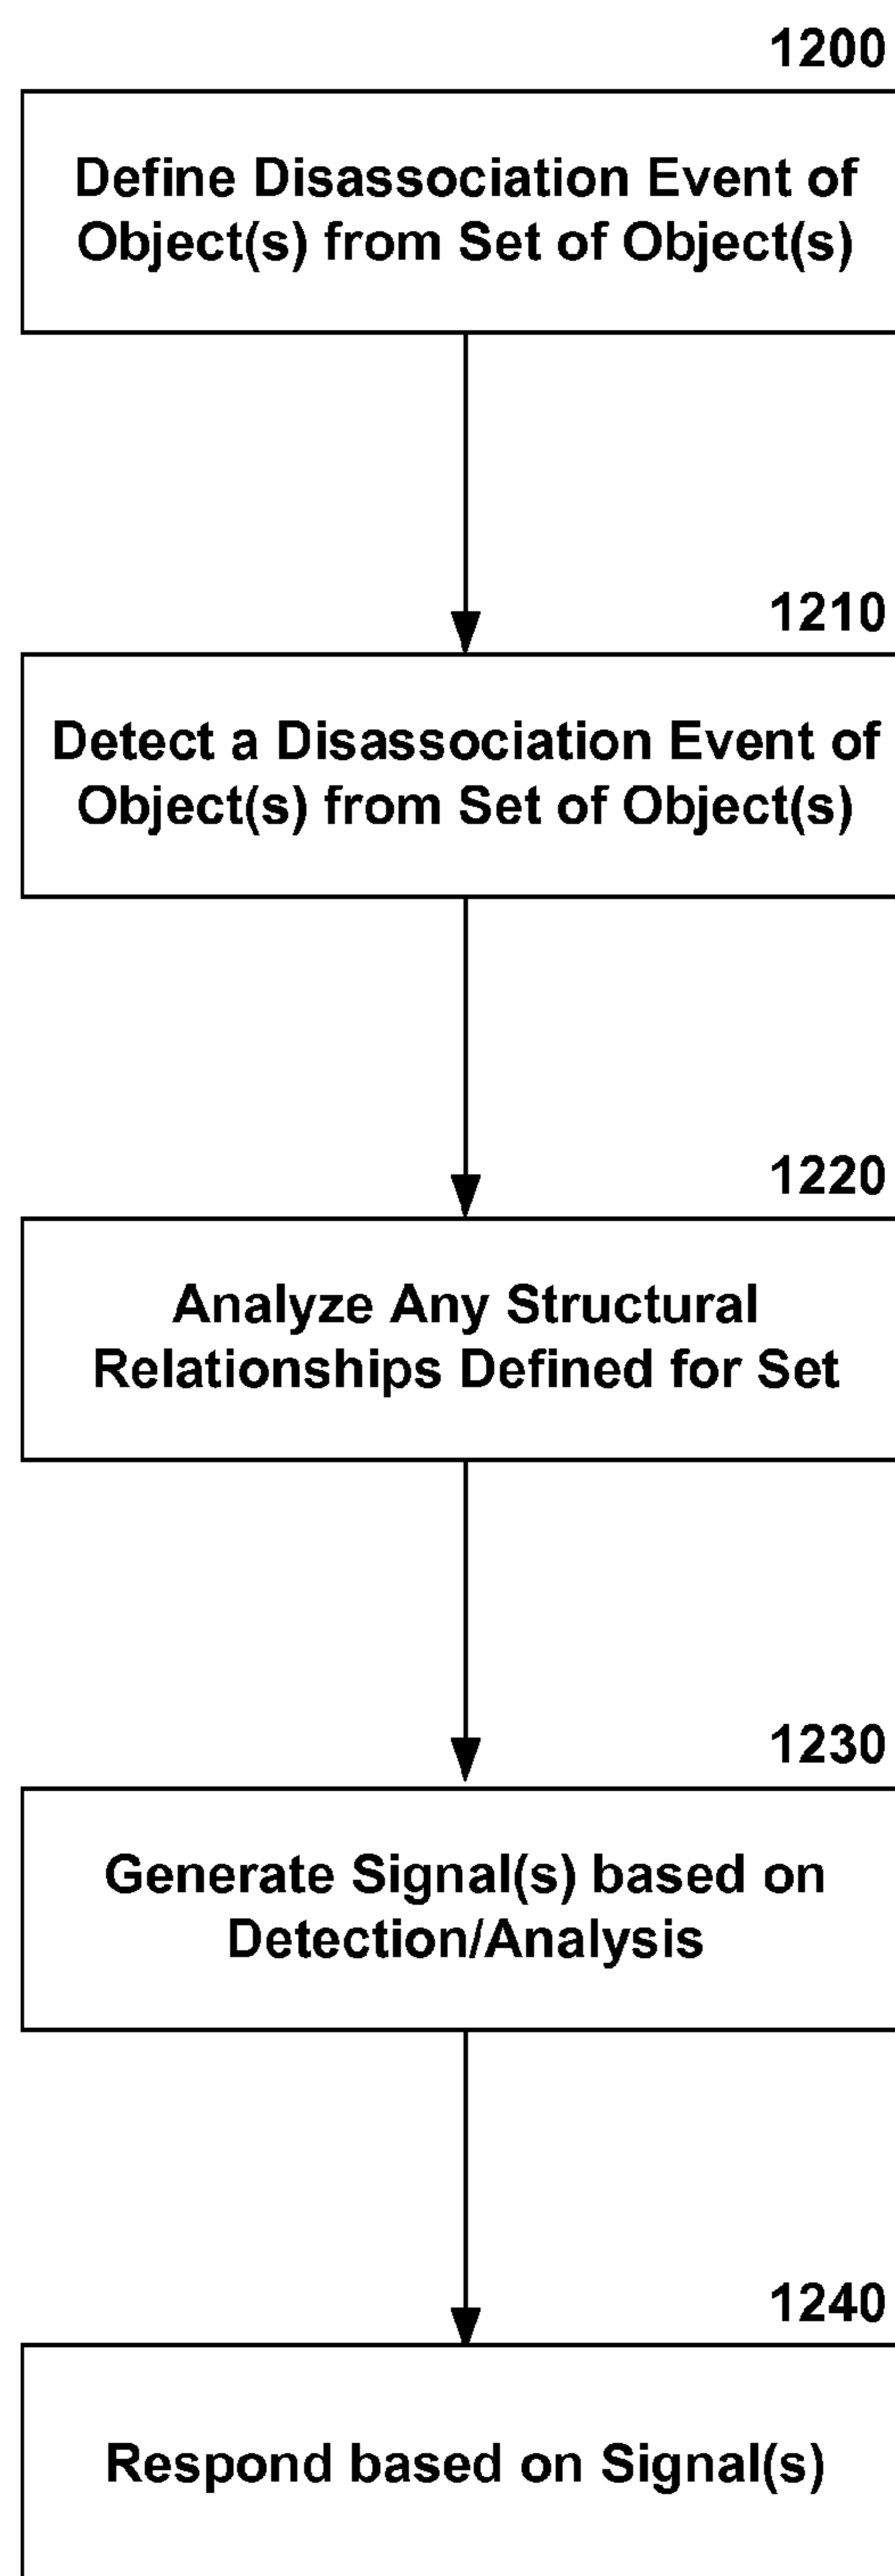 1200
Define Disassociation Event of
Object(s) from Set of Object(s)
1210
Detect a Disassociation Event of
Object(s) from Set of Object(s)
1220
Analyze Any Structural
Relationships Defined for Set
1230
Generate Signal(s) based on
Detection/Analysis
1240
Respond based on Signal(s)